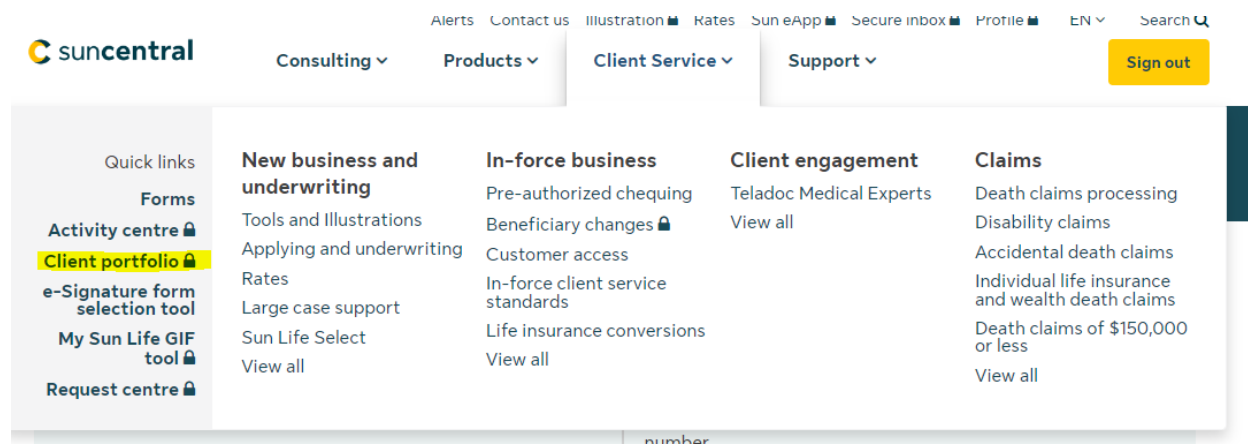 Alerts Contact us Illustration Rates Sun eApp Secure inbox Profile EN Search
suncentral
Consulting Products Client Service Support
Sign out
Quick links
Forms
Activity centre
Client portfolio
e-Signature form
selection tool
My Sun Life GIF
tool
Request centre
New business and
underwriting
Tools and Illustrations
Applying and underwriting
Rates
Large case support
Sun Life Select
View all
In-force business
Pre-authorized chequing
Beneficiary changes
Customer access
In-force client service
standards
Life insurance conversions
View all
Client engagement
Teladoc Medical Experts
View all
Claims
Death claims processing
Disability claims
Accidental death claims
Individual life insurance
and wealth death claims
Death claims of $150,000
or less
View all
number